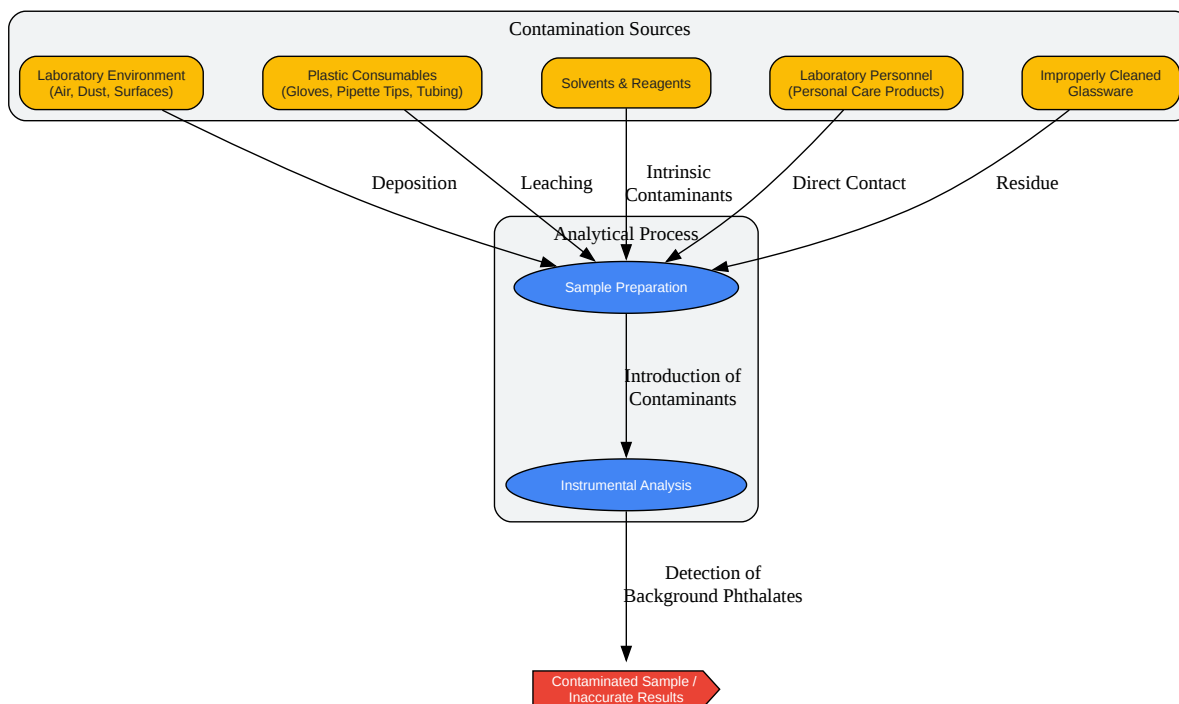 Contamination Sources
Laboratory Environment
(Air, Dust, Surfaces)
Plastic Consumables
(Gloves, Pipette Tips, Tubing)
Solvents & Reagents
Laboratory Personnel
(Personal Care Products)
Improperly Cleaned
Glassware
Deposition
Leaching
Intrinsic
Contaminants
Direct Contact
Residue
Analytical Process
Sample Preparation
Introduction of
Contaminants
Instrumental Analysis
Detection of
Background Phthalates
Contaminated Sample /
Inaccurate Results